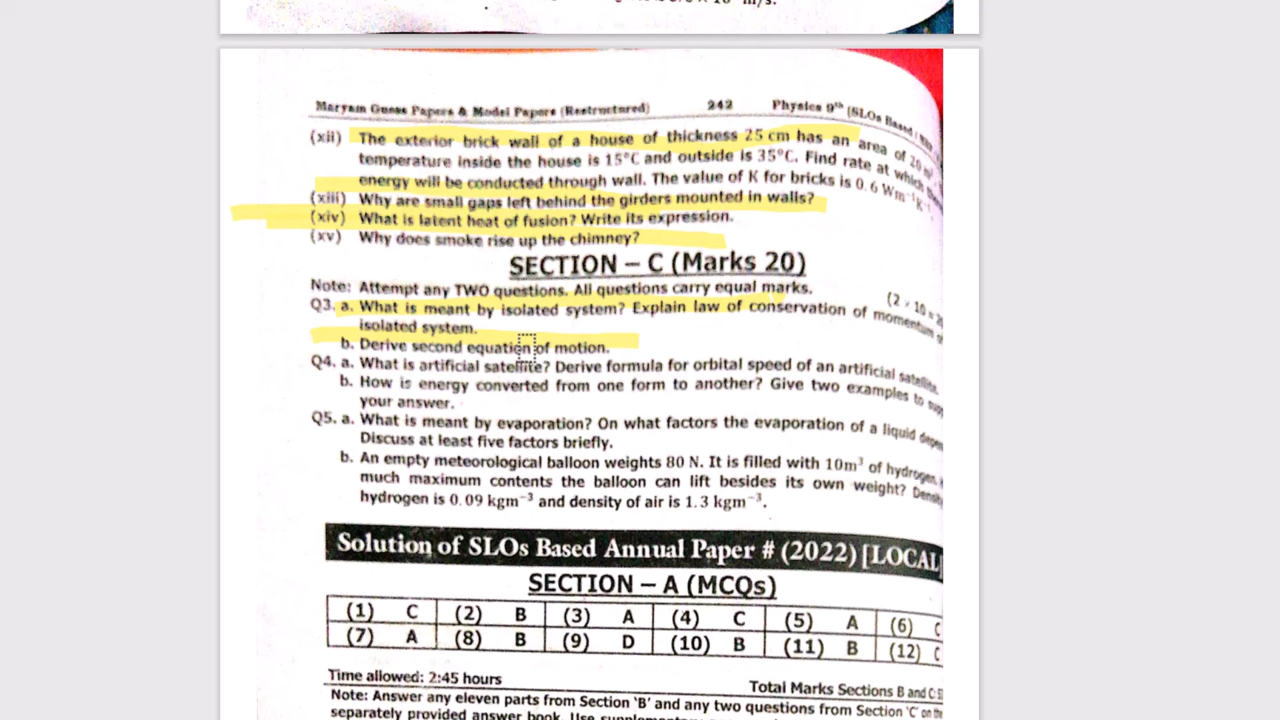 Maryam Guess Papers & Model Papers (Restructured) 242 Physics 9th (SLOs Based
(xii) The exterior brick wall of a house of thickness 25 cm has an area of 20 m²
temperature inside the house is 15°C and outside is 35°C. Find rate at which
energy will be conducted through wall. The value of K for bricks is 0.6 Wm⁻¹K⁻¹.
(xiii) Why are small gaps left behind the girders mounted in walls?
(xiv) What is latent heat of fusion? Write its expression.
(xv) Why does smoke rise up the chimney?
SECTION – C (Marks 20)
Note: Attempt any TWO questions. All questions carry equal marks. (2 × 10 =
Q3. a. What is meant by isolated system? Explain law of conservation of momentum
isolated system.
b. Derive second equation of motion.
Q4. a. What is artificial satellite? Derive formula for orbital speed of an artificial satellite.
b. How is energy converted from one form to another? Give two examples to
your answer.
Q5. a. What is meant by evaporation? On what factors the evaporation of a liquid
Discuss at least five factors briefly.
b. An empty meteorological balloon weights 80 N. It is filled with 10m³ of hydrogen.
much maximum contents the balloon can lift besides its own weight?
hydrogen is 0.09 kgm⁻³ and density of air is 1.3 kgm⁻³.
Solution of SLOs Based Annual Paper # (2022) [LOCAL
SECTION – A (MCQs)
(1) C (2) B (3) A (4) C (5) A (6) C
(7) A (8) B (9) D (10) B (11) B (12) C
Time allowed: 2:45 hours Total Marks Sections B and C:
Note: Answer any eleven parts from Section 'B' and any two questions from Section 'C' on the
separately provided answer book. Use